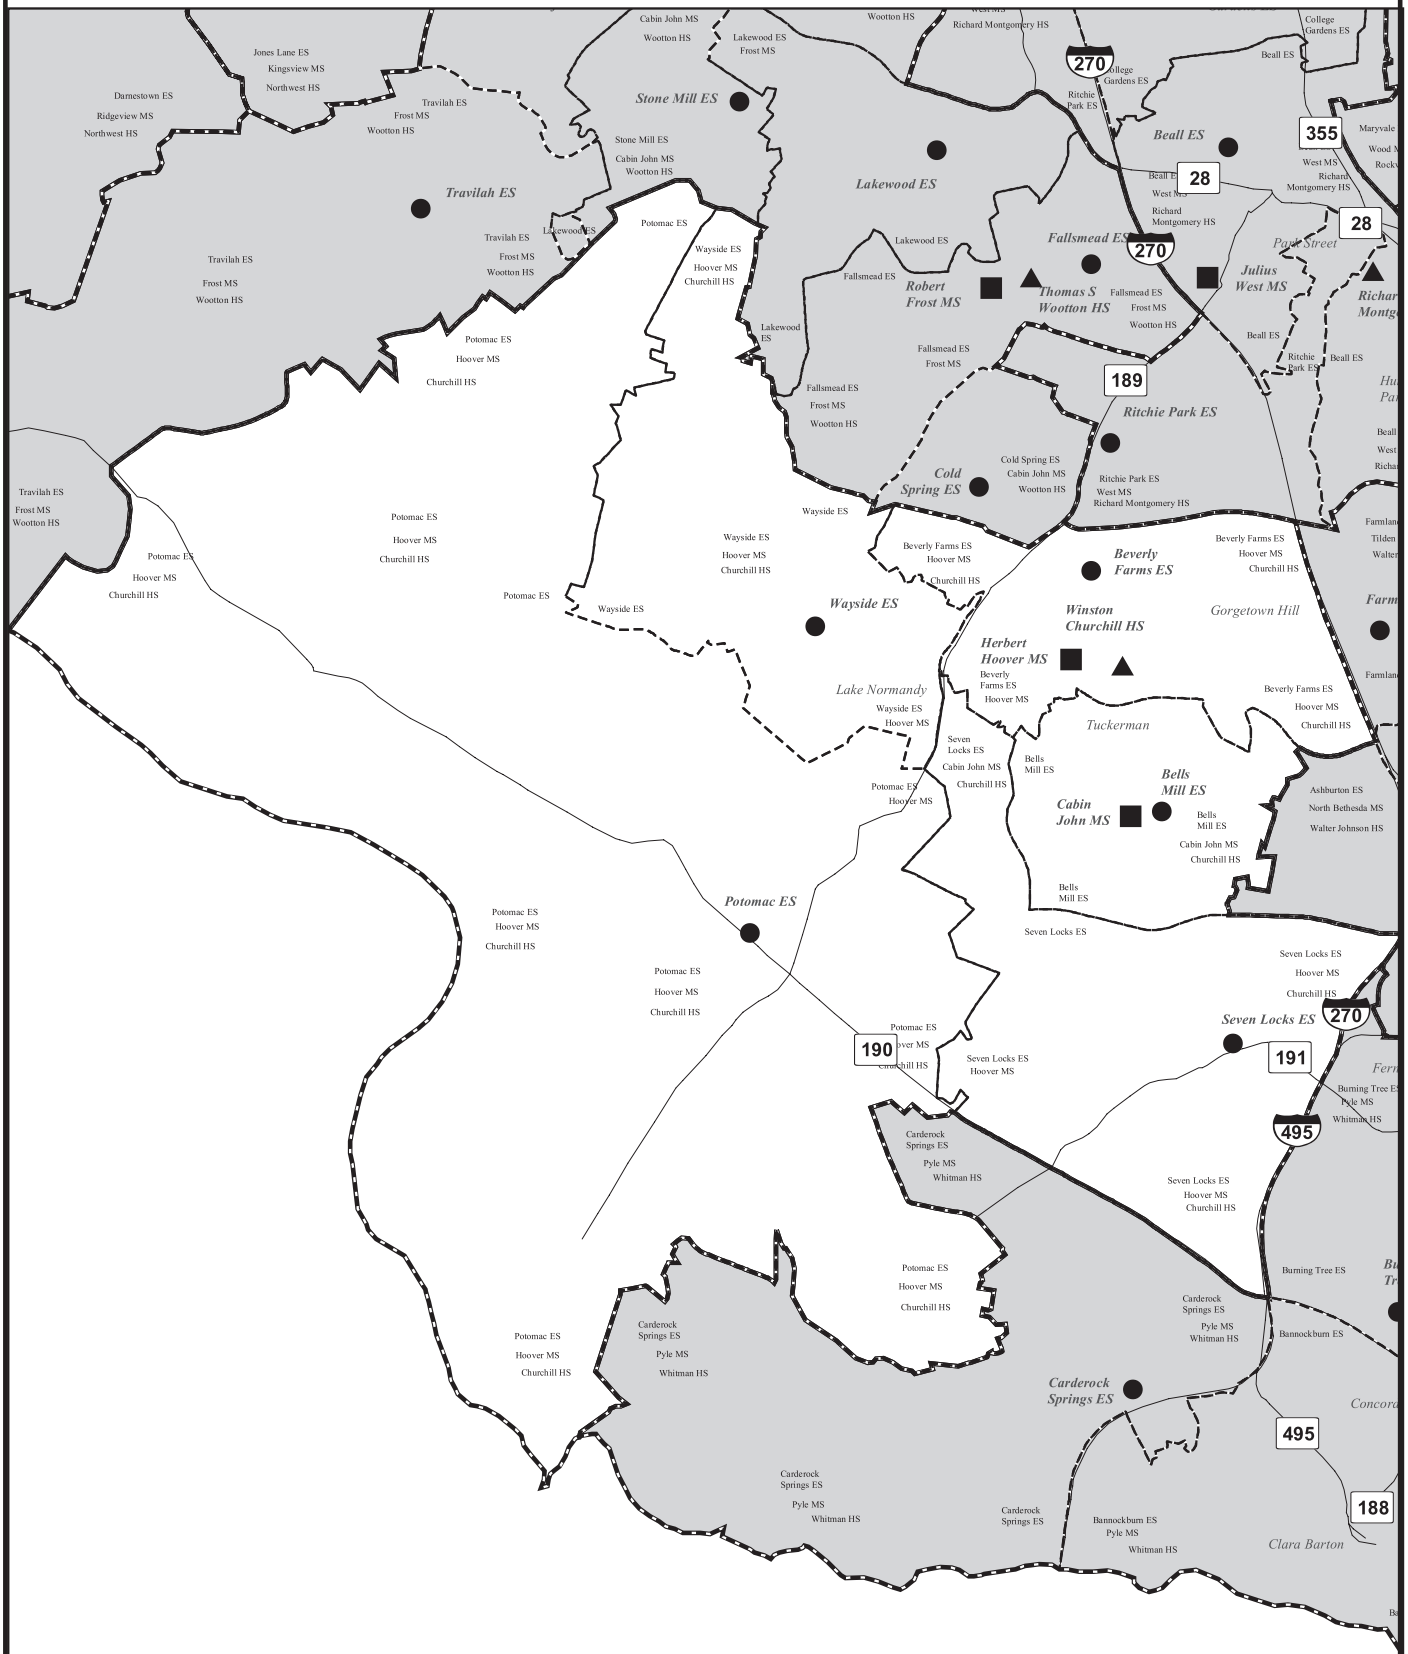 Cabin John MS
Wootton HS
Lakewood ES
Frost MS
Wootton HS
West MS
Richard Montgomery HS
College
Gardens ES
Beall ES
Jones Lane ES
Kingsview MS
Northwest HS
270
Gardens ES
Darnestown ES
Ridgeview MS
Northwest HS
Travilah ES
Frost MS
Wootton HS
Stone Mill ES
Ritchie
Park ES
Beall ES
355
Maryvale
Stone Mill ES
Cabin John MS
Wootton HS
Lakewood ES
28
West MS
Richard
Montgomery HS
Beall ES
West MS
Richard
Montgomery HS
Travilah ES
Potomac ES
Lakewood ES
Travilah ES
Frost MS
Wootton HS
Wayside ES
Hoover MS
Churchill HS
Lakewood ES
Fallsmead ES
270
28
Park Street
Travilah ES
Frost MS
Wootton HS
Fallsmead ES
Robert
Frost MS
Thomas S
Wootton HS
Fallsmead ES
Frost MS
Wootton HS
Julius
West MS
Potomac ES
Hoover MS
Churchill HS
Lakewood
ES
Fallsmead ES
Frost MS
Beall ES
Ritchie
Park ES
Beall ES
189
Fallsmead ES
Frost MS
Wootton HS
Ritchie Park ES
Beall
West
Cold Spring ES
Cabin John MS
Wootton HS
Cold
Spring ES
Ritchie Park ES
West MS
Richard Montgomery HS
Travilah ES
Frost MS
Wootton HS
Potomac ES
Hoover MS
Churchill HS
Wayside ES
Wayside ES
Hoover MS
Churchill HS
Beverly Farms ES
Hoover MS
Churchill HS
Beverly
Farms ES
Beverly Farms ES
Hoover MS
Churchill HS
Tilden
Walter
Potomac ES
Hoover MS
Churchill HS
Potomac ES
Wayside ES
Wayside ES
Winston
Churchill HS
Gorgetown Hill
Herbert
Hoover MS
Beverly
Farms ES
Hoover MS
Lake Normandy
Wayside ES
Hoover MS
Beverly Farms ES
Hoover MS
Churchill HS
Tuckerman
Seven
Locks ES
Cabin John MS
Churchill HS
Bells
Mill ES
Bells
Mill ES
Potomac ES
Hoover MS
Cabin
John MS
Bells
Mill ES
Cabin John MS
Churchill HS
Ashburton ES
North Bethesda MS
Walter Johnson HS
Bells
Mill ES
Potomac ES
Potomac ES
Hoover MS
Churchill HS
Seven Locks ES
Seven Locks ES
Hoover MS
Churchill HS
Potomac ES
Hoover MS
Churchill HS
270
Seven Locks ES
190
Potomac ES
Seven Locks ES
Hoover MS
191
Burning Tree ES
Pyle MS
Whitman HS
495
Carderock
Springs ES
Pyle MS
Whitman HS
Seven Locks ES
Hoover MS
Churchill HS
Potomac ES
Hoover MS
Churchill HS
Burning Tree ES
Carderock
Springs ES
Pyle MS
Whitman HS
Bannockburn ES
Potomac ES
Hoover MS
Churchill HS
Carderock
Springs ES
Pyle MS
Whitman HS
Carderock
Springs ES
495
Carderock
Springs ES
Pyle MS
Whitman HS
Carderock
Springs ES
188
Bannockburn ES
Pyle MS
Whitman HS
Clara Barton